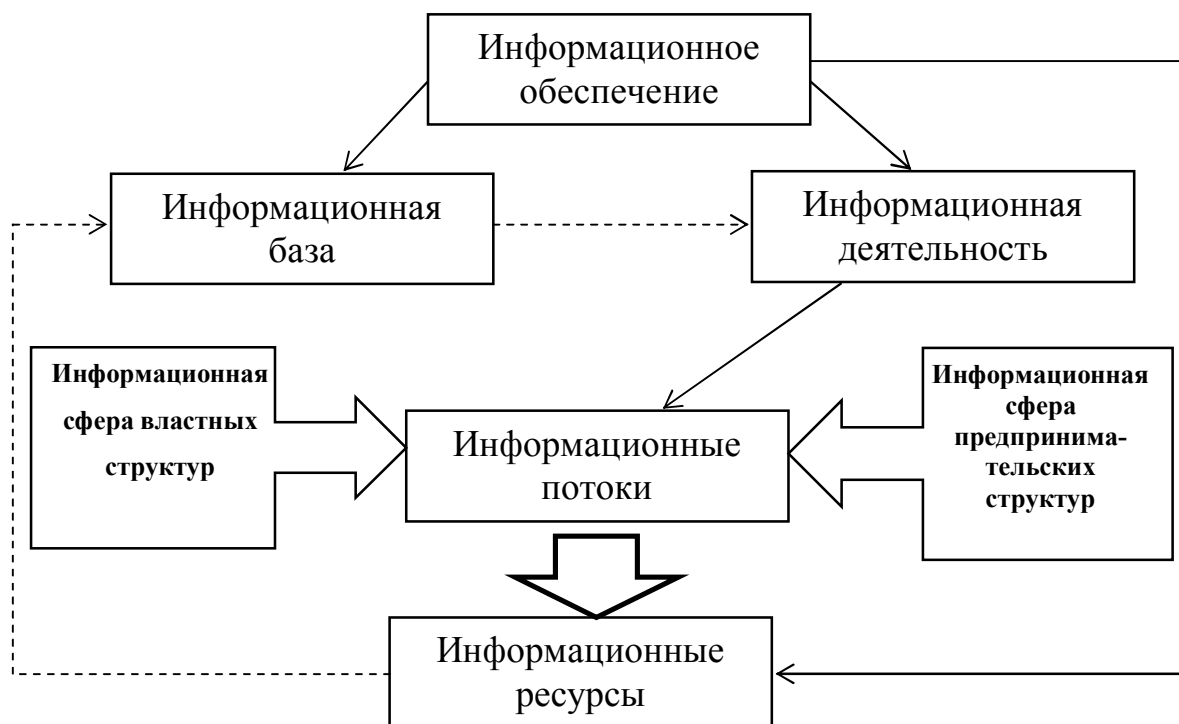 Информационное
обеспечение
Информационная
база
Информационная
деятельность
Информационная
сфера властных
структур
Информационные
потоки
Информационная
сфера
предпринима-
тельских
структур
Информационные
ресурсы